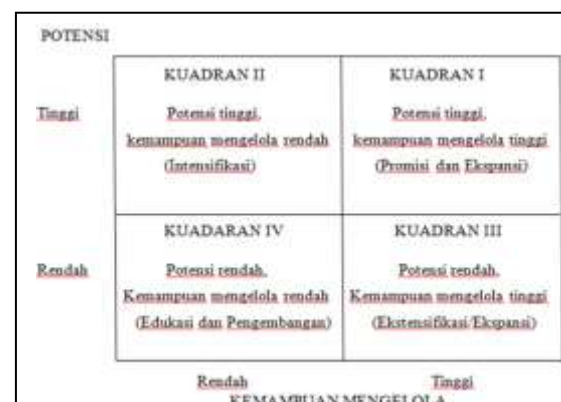 POTENSI
KUADRAN II
Potensi tinggi,
kemampuan mengelola rendah
(Intensifikasi)
KUADRAN I
Potensi tinggi,
kemampuan mengelola tinggi
(Promisi dan Ekspansi)
Tinggi
KUADARAN IV
Potensi rendah,
Kemampuan mengelola rendah
(Edukasi dan Pengembangan)
KUADRAN III
Potensi rendah,
Kemampuan mengelola tinggi
(Ekstensifikasi/Ekspansi)
Rendah
Rendah Tinggi
KEMAMPUAN MENGELOLA